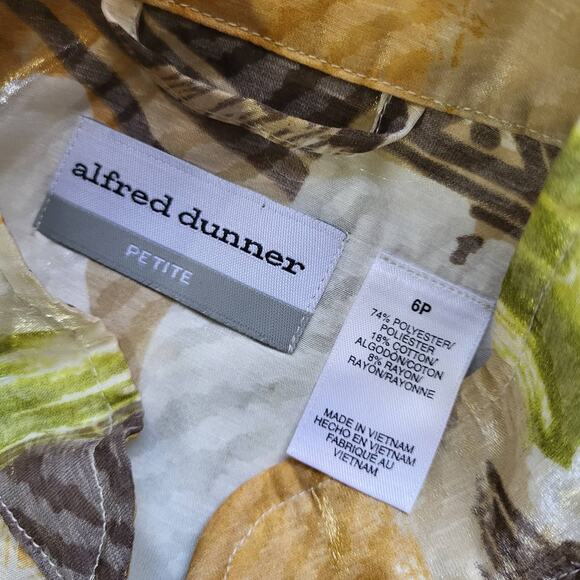 alfred dunner
PETITE
6P
74% POLYESTER/
POLIESTER
18% COTTON/
ALGODÓN/COTON
8% RAYON/
RAYÓN/RAYONNE
MADE IN VIETNAM
HECHO EN VIETNAM
FABRIQUÉ AU
VIETNAM